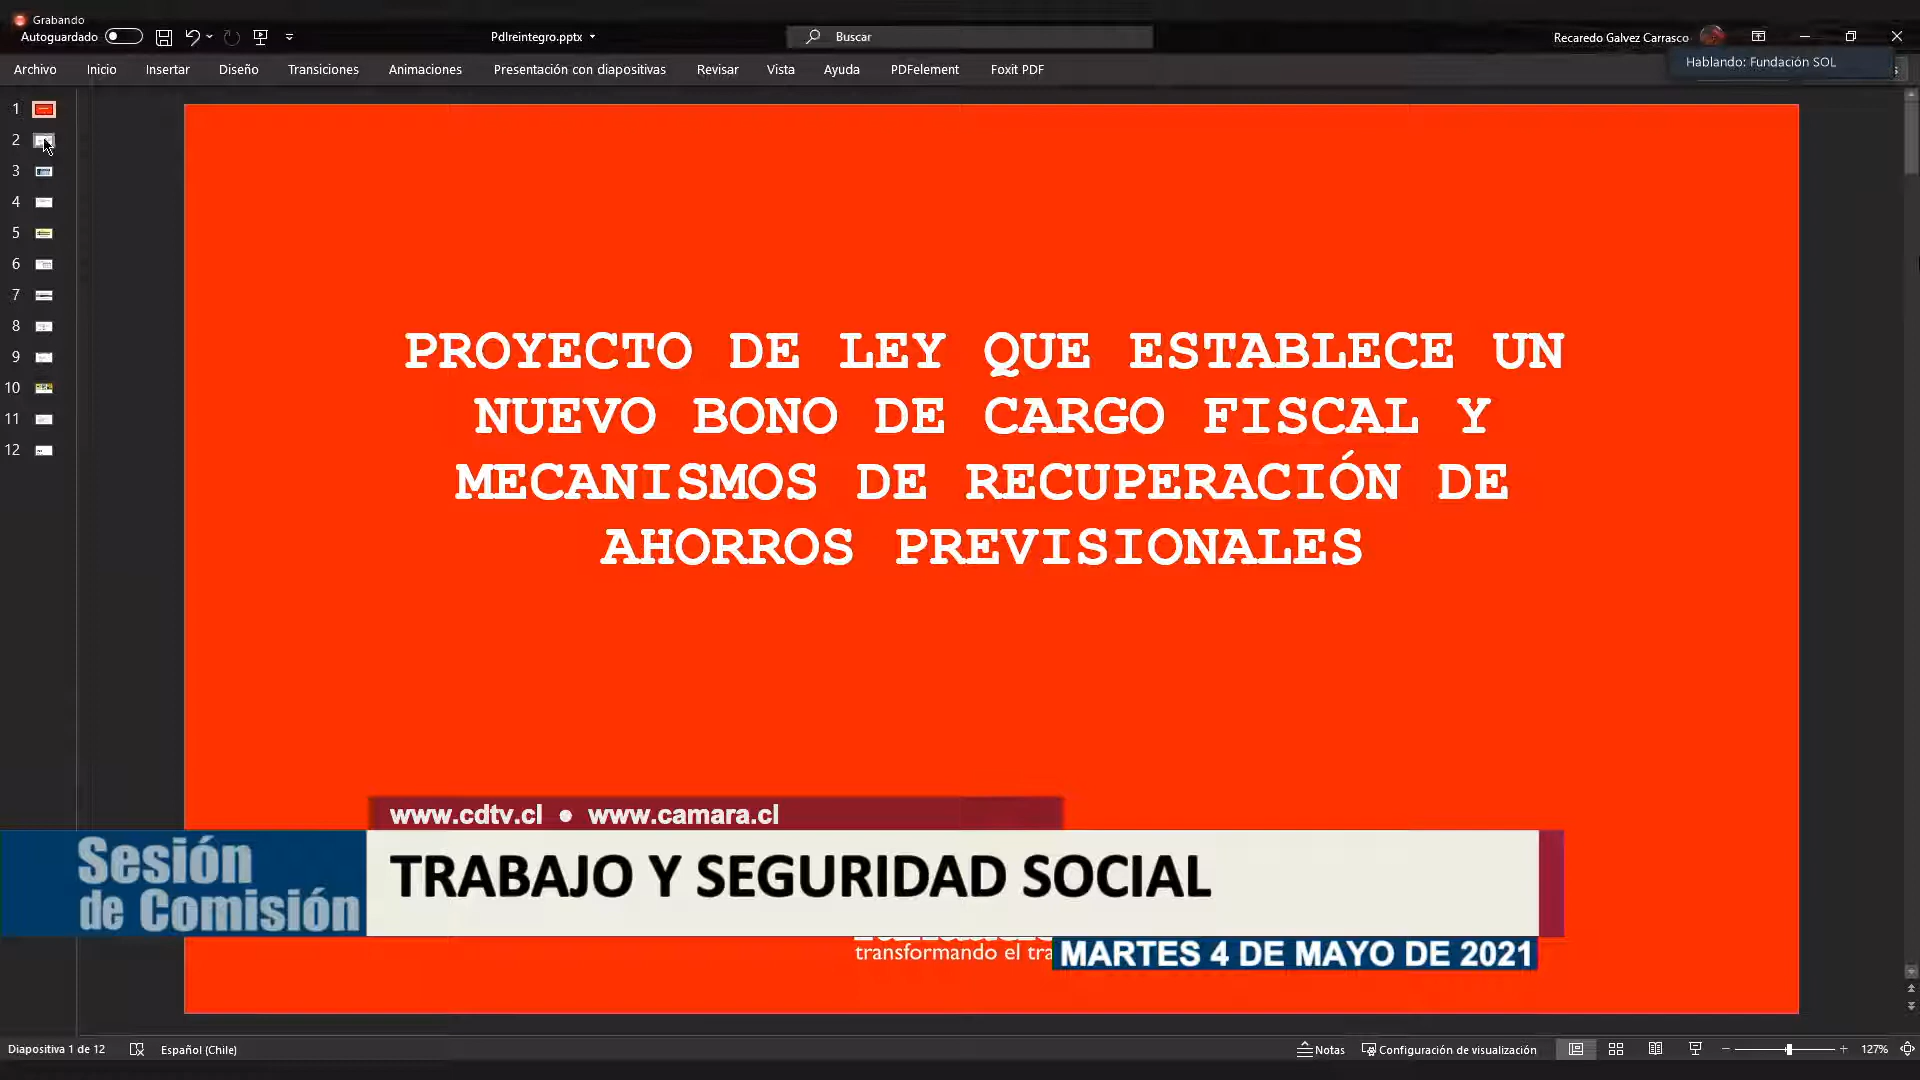 Grabando
Autoguardado
Pdlreintegro.pptx
Buscar
Recaredo Galvez Carrasco
Hablando: Fundación SOL
Archivo Inicio Insertar Diseño Transiciones Animaciones Presentación con diapositivas Revisar Vista Ayuda PDFelement Foxit PDF
1
2
3
4
5
6
7
8
9
10
11
12
PROYECTO DE LEY QUE ESTABLECE UN
NUEVO BONO DE CARGO FISCAL Y
MECANISMOS DE RECUPERACIÓN DE
AHORROS PREVISIONALES
www.cdtv.cl • www.camara.cl
Sesión
de Comisión
TRABAJO Y SEGURIDAD SOCIAL
transformando el tra
MARTES 4 DE MAYO DE 2021
Diapositiva 1 de 12 Español (Chile) Notas Configuración de visualización 127%